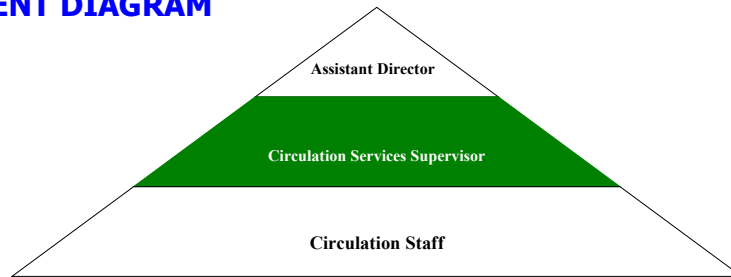 ENT DIAGRAM
Assistant Director
Circulation Services Supervisor
Circulation Staff